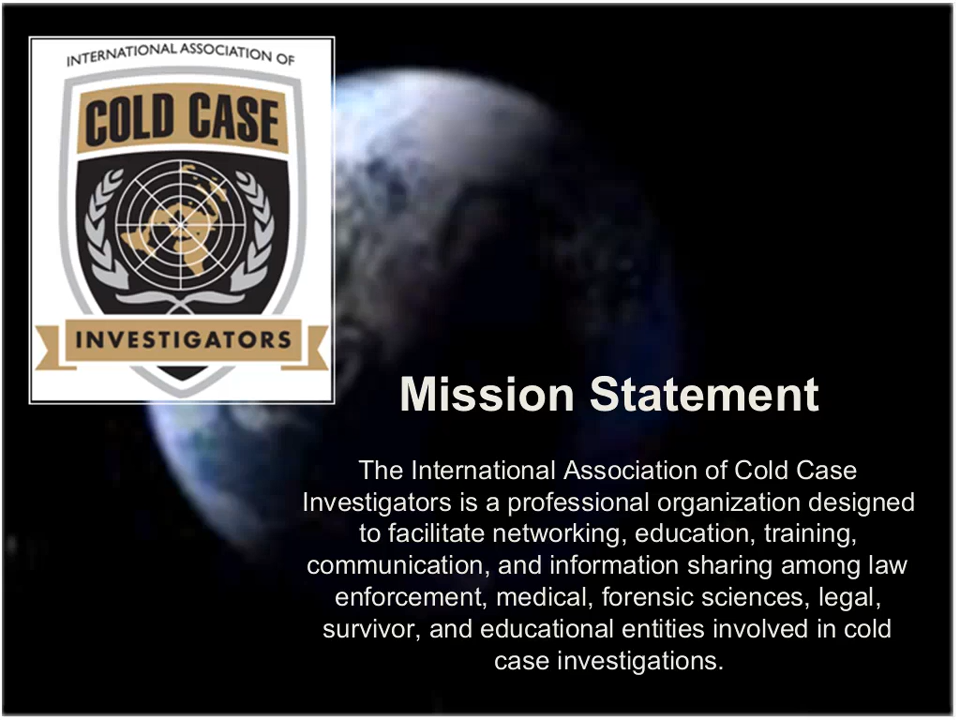 INTERNATIONAL ASSOCIATION OF
COLD CASE
INVESTIGATORS
Mission Statement
The International Association of Cold Case
Investigators is a professional organization designed
to facilitate networking, education, training,
communication, and information sharing among law
enforcement, medical, forensic sciences, legal,
survivor, and educational entities involved in cold
case investigations.